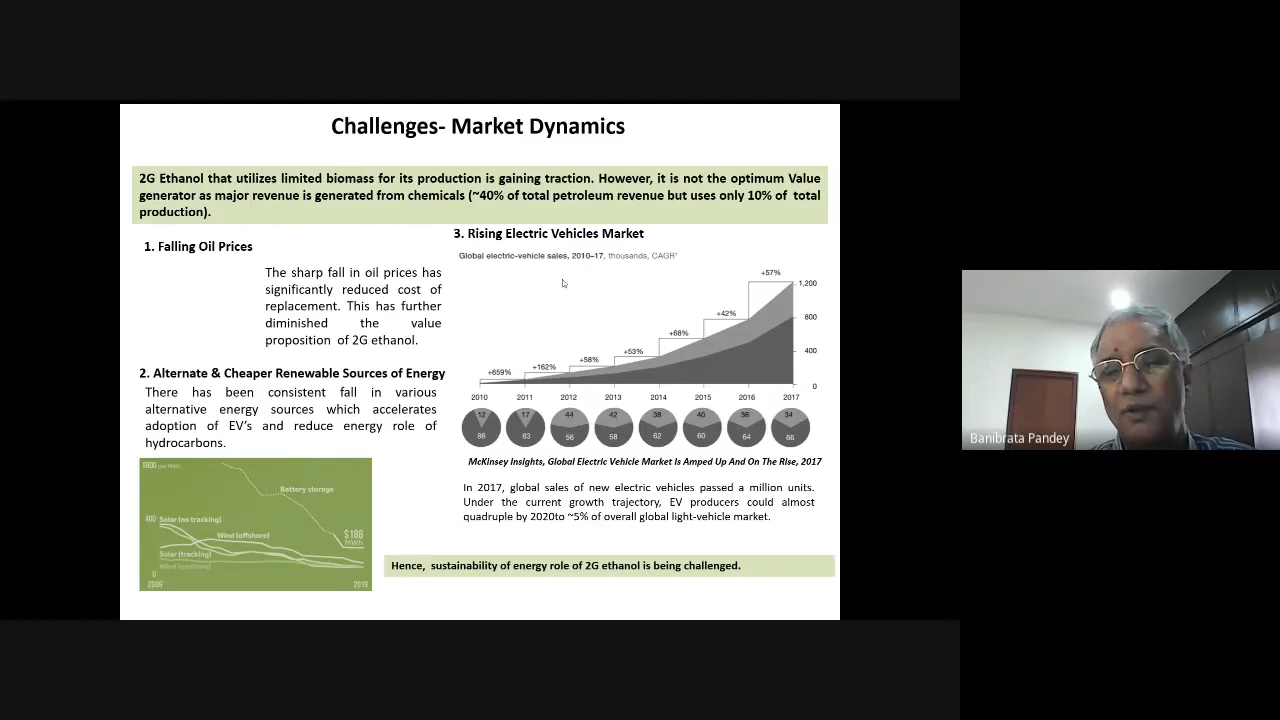 Challenges- Market Dynamics
2G Ethanol that utilizes limited biomass for its production is gaining traction. However, it is not the optimum Value
generator as major revenue is generated from chemicals (~40% of total petroleum revenue but uses only 10% of total
production).
1. Falling Oil Prices
The sharp fall in oil prices has
significantly reduced cost of
replacement. This has further
diminished the value
proposition of 2G ethanol.
2. Alternate & Cheaper Renewable Sources of Energy
There has been consistent fall in various
alternative energy sources which accelerates
adoption of EV's and reduce energy role of
hydrocarbons.
$800 per MWh
Battery storage
400
Solar (no tracking)
Wind (offshore)
$186
MWh
Solar (tracking)
Wind (onshore)
0
2009
2019
3. Rising Electric Vehicles Market
Global electric-vehicle sales, 2010–17, thousands, CAGR¹
+57%
1,200
+42%
800
+68%
+53%
400
+58%
+162%
+659%
0
2010 2011 2012 2013 2014 2015 2016 2017
12 17 44 42 38 40 36 34
88 83 56 58 62 60 64 66
McKinsey Insights, Global Electric Vehicle Market Is Amped Up And On The Rise, 2017
In 2017, global sales of new electric vehicles passed a million units.
Under the current growth trajectory, EV producers could almost
quadruple by 2020to ~5% of overall global light-vehicle market.
Hence, sustainability of energy role of 2G ethanol is being challenged.
Banibrata Pandey